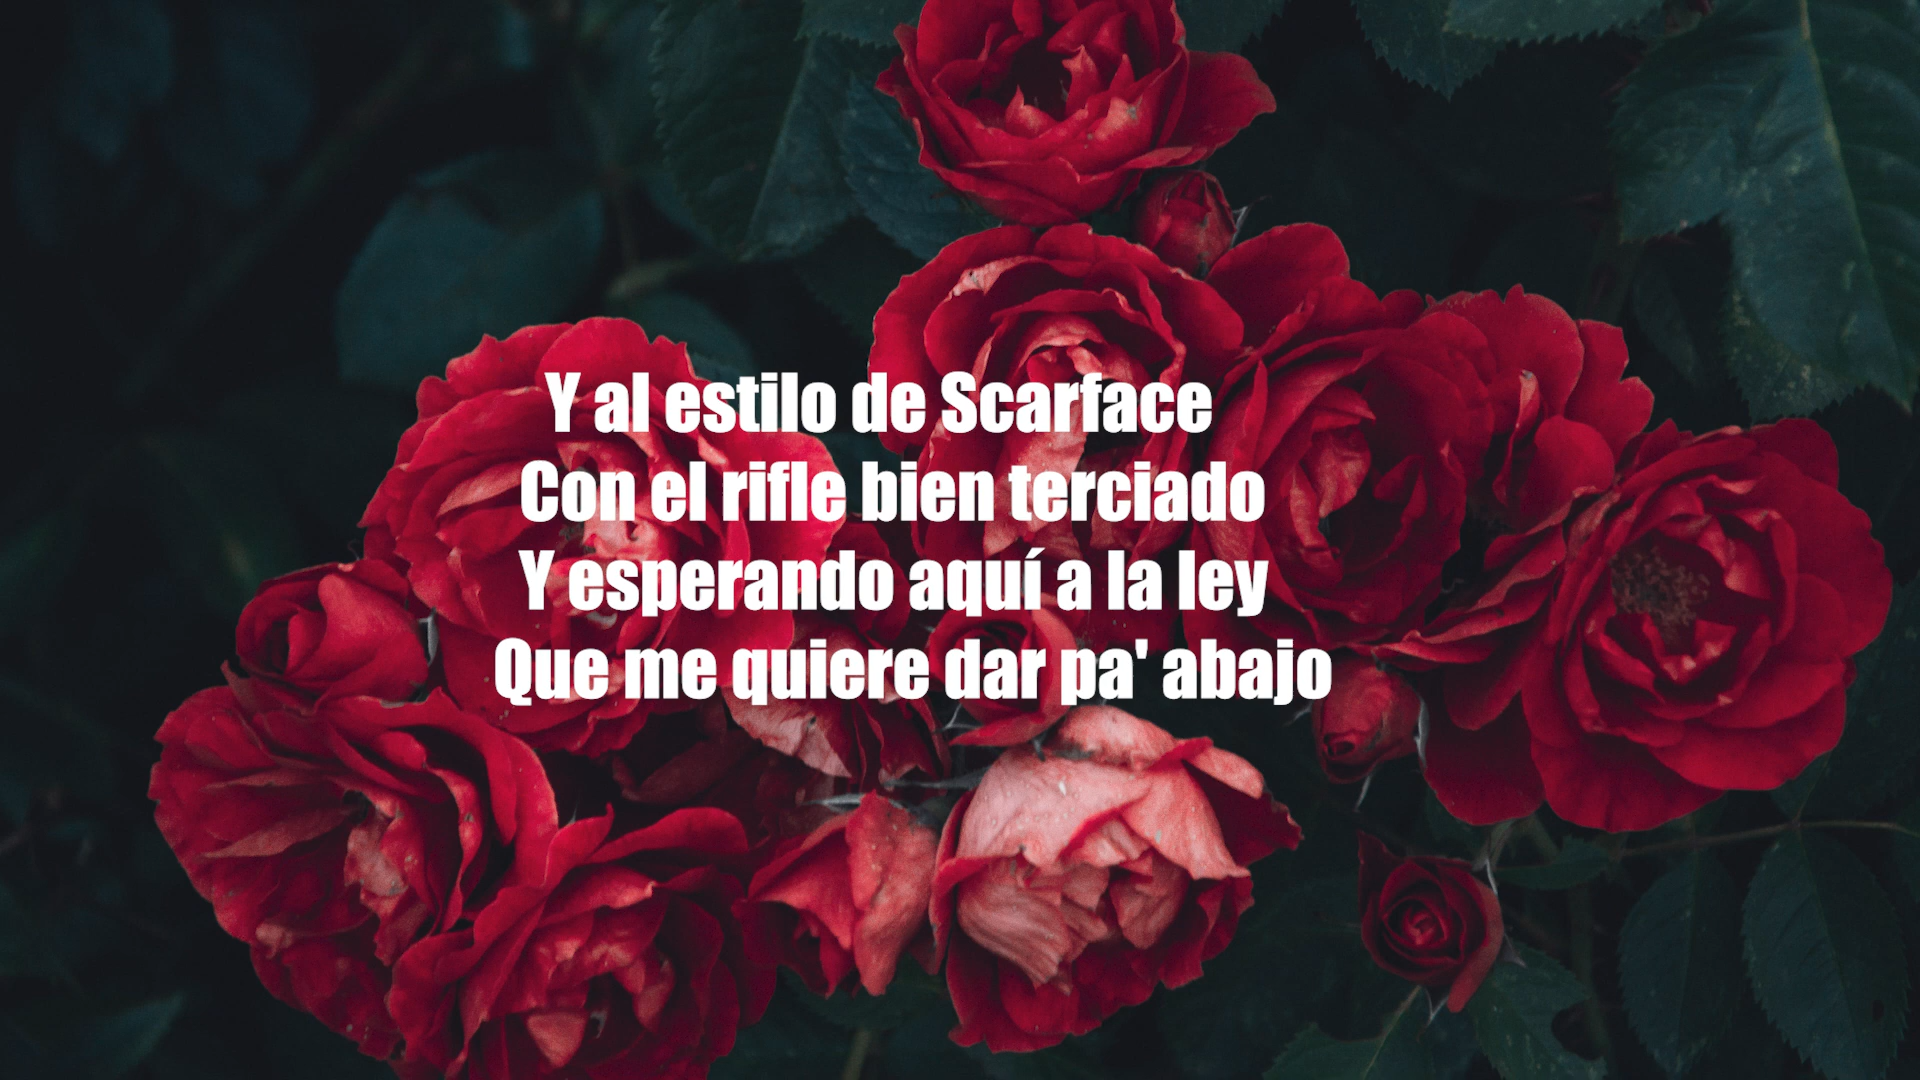 Y al estilo de Scarface
Con el rifle bien terciado
Y esperando aquí a la ley
Que me quiere dar pa' abajo